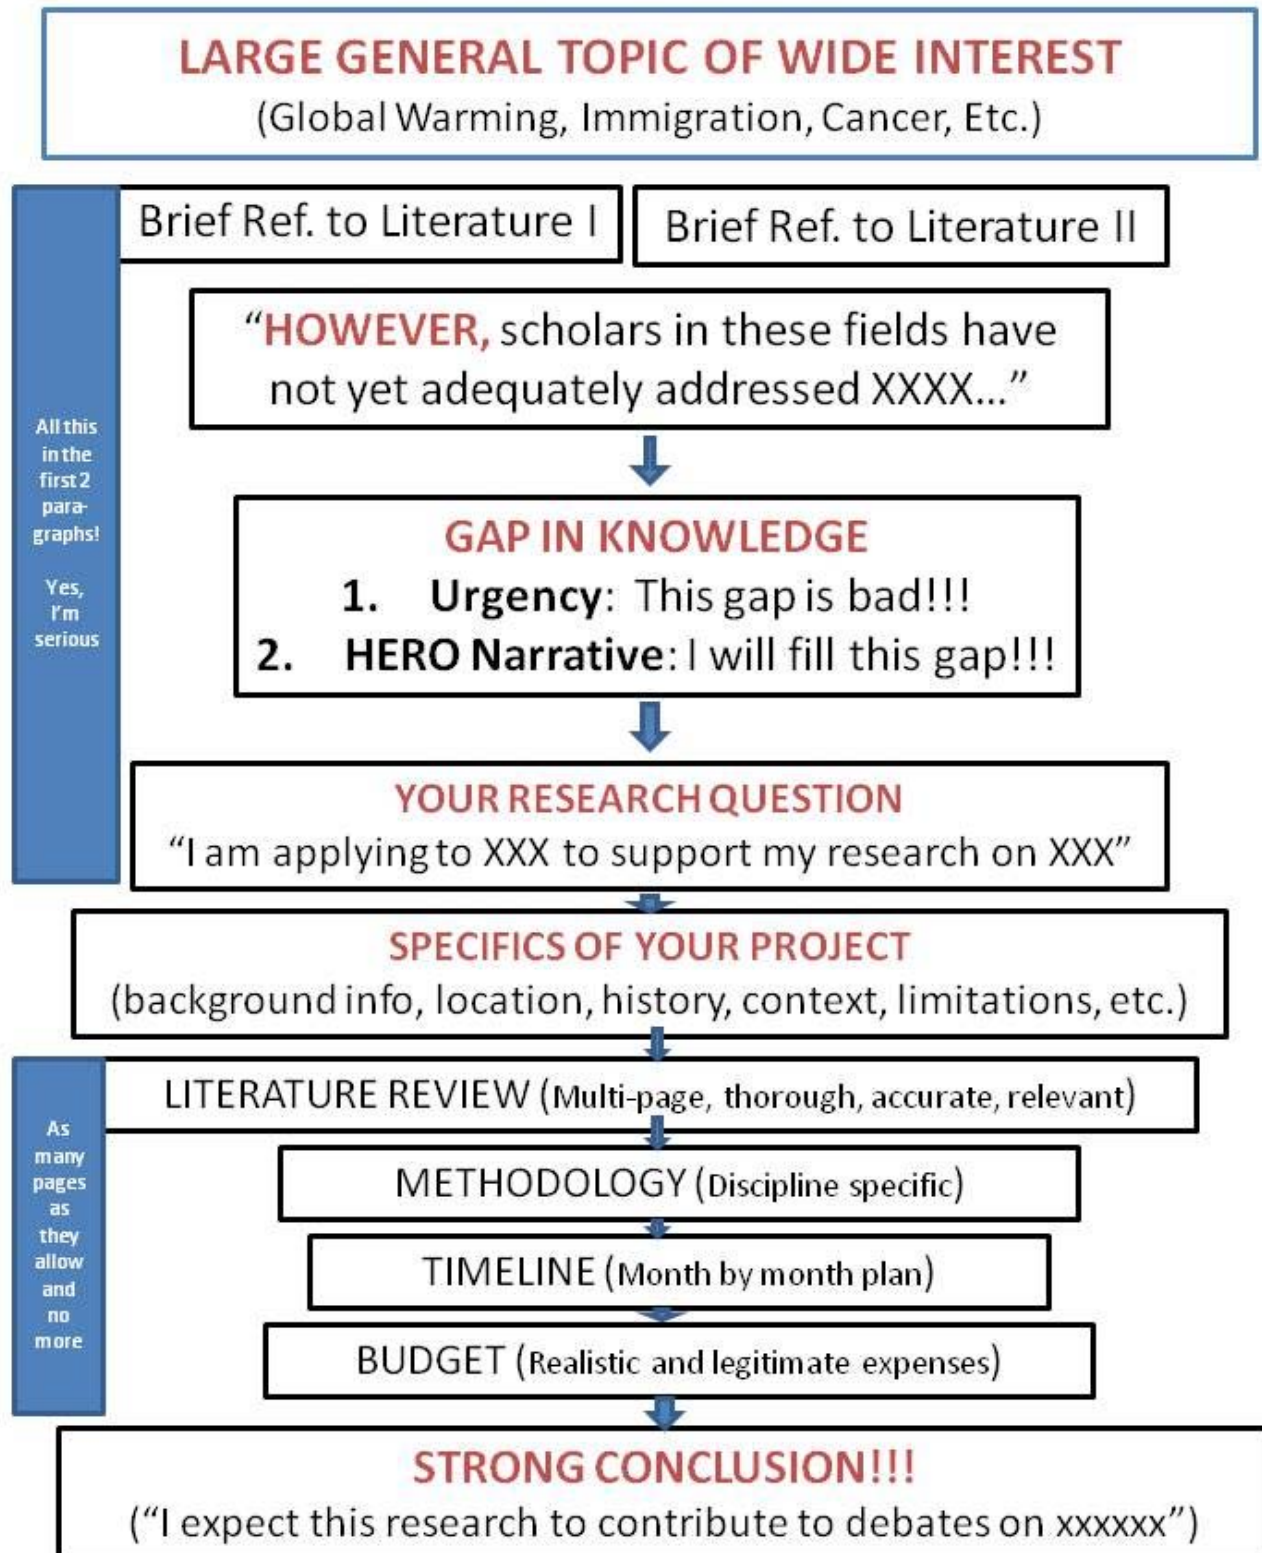 LARGE GENERAL TOPIC OF WIDE INTEREST
(Global Warming, Immigration, Cancer, Etc.)
Brief Ref. to Literature I
Brief Ref. to Literature II
“HOWEVER, scholars in these fields have
not yet adequately addressed XXXX...”
All this
in the
first 2
para-
graphs!
Yes,
I’m
serious
GAP IN KNOWLEDGE
1. Urgency: This gap is bad!!!
2. HERO Narrative: I will fill this gap!!!
YOUR RESEARCH QUESTION
“I am applying to XXX to support my research on XXX”
SPECIFICS OF YOUR PROJECT
(background info, location, history, context, limitations, etc.)
As
many
pages
as
they
allow
and
no
more
LITERATURE REVIEW (Multi-page, thorough, accurate, relevant)
METHODOLOGY (Discipline specific)
TIMELINE (Month by month plan)
BUDGET (Realistic and legitimate expenses)
STRONG CONCLUSION!!!
(“I expect this research to contribute to debates on xxxxxx”)